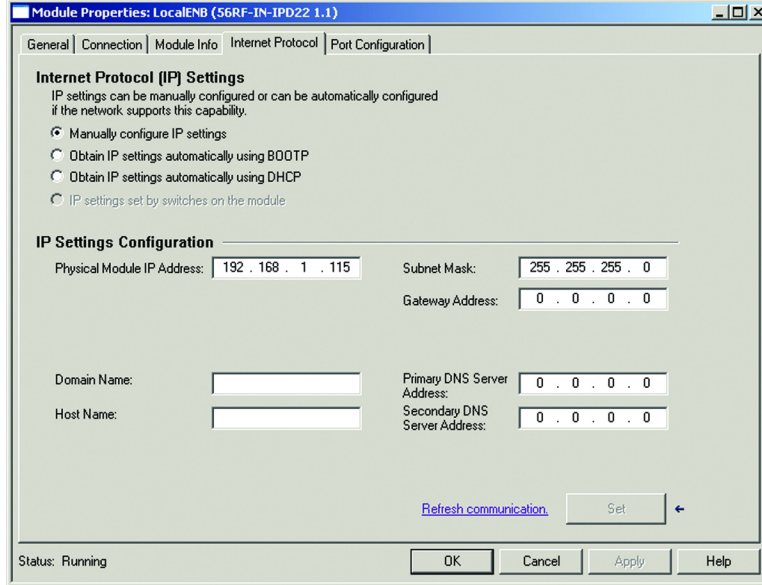 Module Properties: LocalENB (56RF-IN-IPD22 1.1)
General Connection Module Info Internet Protocol Port Configuration
Internet Protocol (IP) Settings
IP settings can be manually configured or can be automatically configured
if the network supports this capability.
Manually configure IP settings
Obtain IP settings automatically using BOOTP
Obtain IP settings automatically using DHCP
IP settings set by switches on the module
IP Settings Configuration
Physical Module IP Address: 192 . 168 . 1 . 115 Subnet Mask: 255 . 255 . 255 . 0
Gateway Address: 0 . 0 . 0 . 0
Domain Name: Primary DNS Server
Address: 0 . 0 . 0 . 0
Host Name: Secondary DNS
Server Address: 0 . 0 . 0 . 0
Refresh communication. Set
Status: Running OK Cancel Apply Help